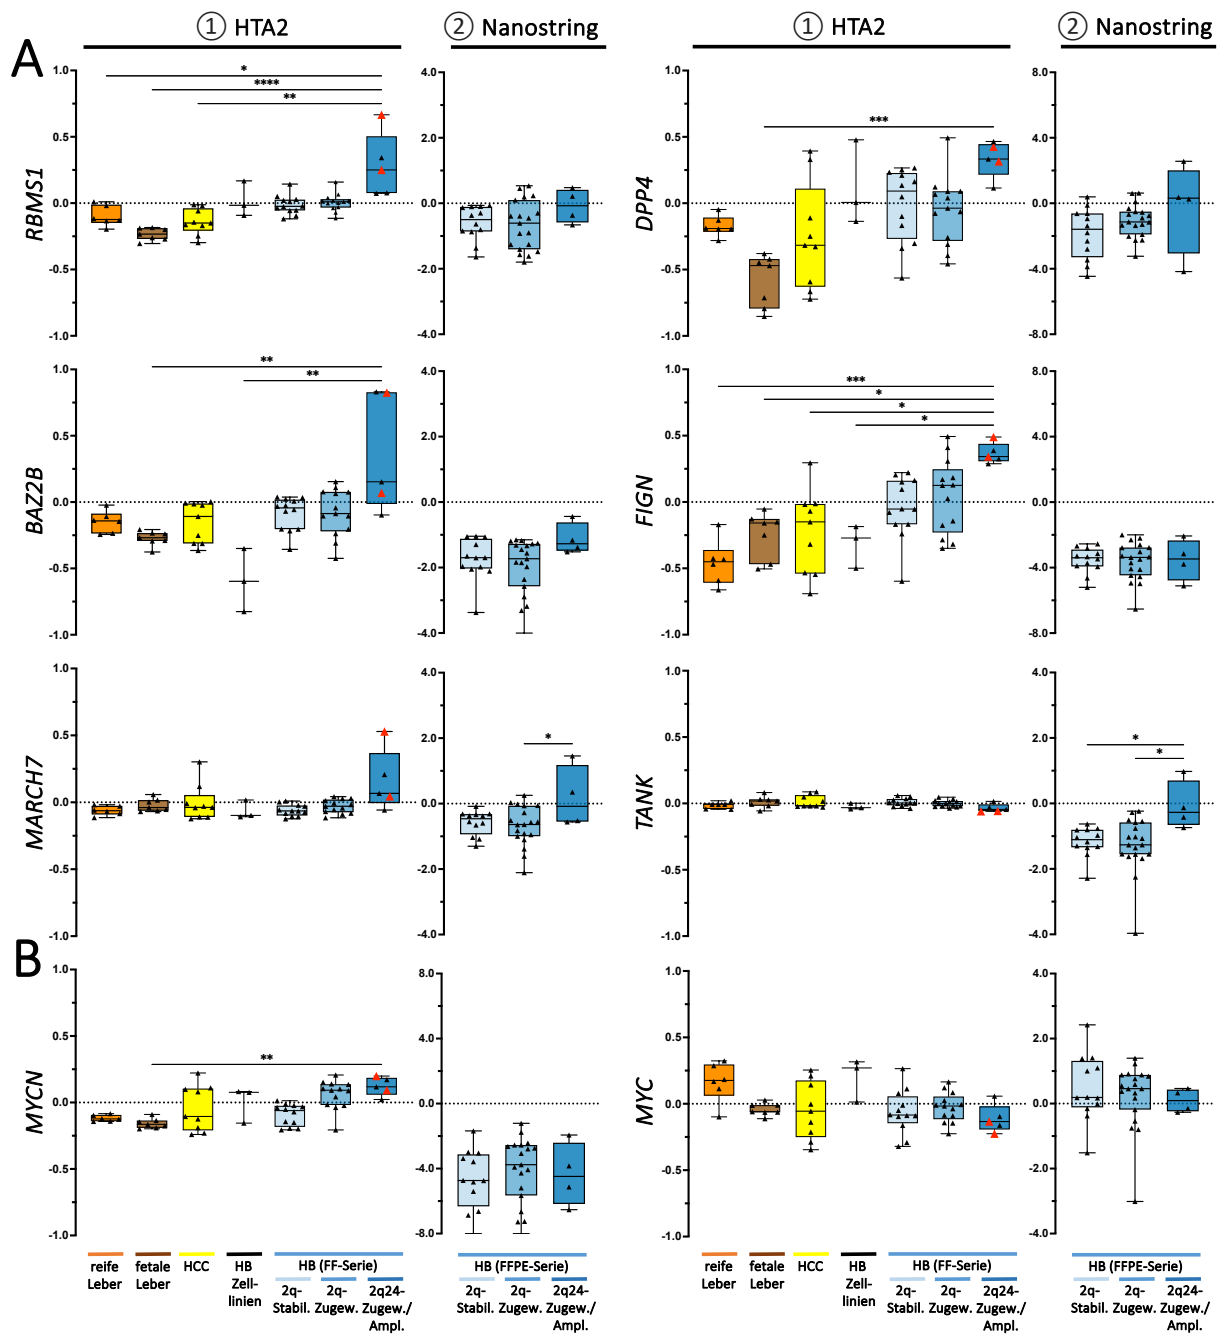 ① HTA2 ② Nanostring ① HTA2 ② Nanostring
A
RBMS1
1.0
0.5
0.0
-0.5
-1.0
* **** **
4.0
2.0
0.0
-2.0
-4.0
DPP4
1.0
0.5
0.0
-0.5
-1.0
***
8.0
4.0
0.0
-4.0
-8.0
BAZ2B
1.0
0.5
0.0
-0.5
-1.0
** **
4.0
2.0
0.0
-2.0
-4.0
FIGN
1.0
0.5
0.0
-0.5
-1.0
*** * * *
8.0
4.0
0.0
-4.0
-8.0
MARCH7
1.0
0.5
0.0
-0.5
-1.0
4.0
2.0
0.0
-2.0
-4.0
*
TANK
1.0
0.5
0.0
-0.5
-1.0
4.0
2.0
0.0
-2.0
-4.0
* *
B
MYCN
1.0
0.5
0.0
-0.5
-1.0
**
8.0
4.0
0.0
-4.0
-8.0
MYC
1.0
0.5
0.0
-0.5
-1.0
4.0
2.0
0.0
-2.0
-4.0
reife
Leber
fetale
Leber
HCC
HB
Zell-
linien
HB (FF-Serie)
2q-
Stabil.
2q-
Zugew.
2q24-
Zugew./
Ampl.
HB (FFPE-Serie)
2q-
Stabil.
2q-
Zugew.
2q24-
Zugew./
Ampl.
reife
Leber
fetale
Leber
HCC
HB
Zell-
linien
HB (FF-Serie)
2q-
Stabil.
2q-
Zugew.
2q24-
Zugew./
Ampl.
HB (FFPE-Serie)
2q-
Stabil.
2q-
Zugew.
2q24-
Zugew./
Ampl.